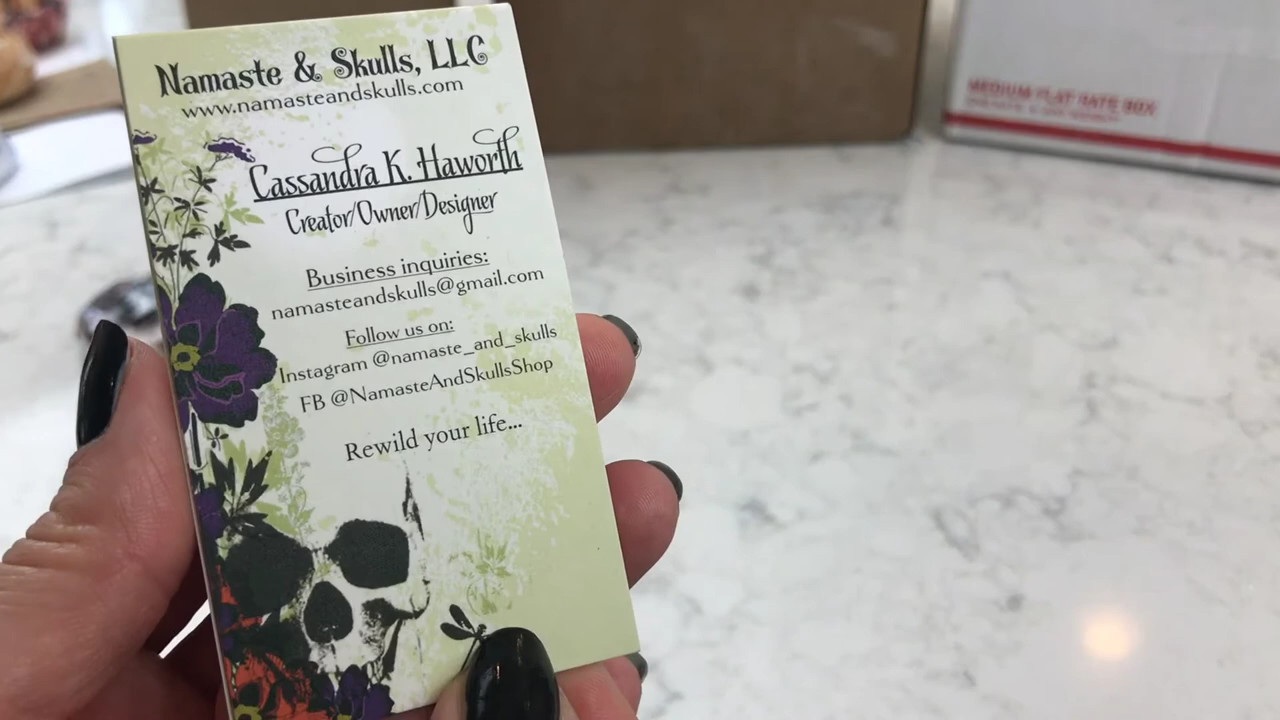 Namaste & Skulls, LLC
www.namasteandskulls.com
Cassandra K. Haworth
Creator/Owner/Designer
Business inquiries:
namasteandskulls@gmail.com
Follow us on:
Instagram @namaste_and_skulls
FB @NamasteAndSkullsShop
Rewild your life...
MEDIUM FLAT RATE BOX